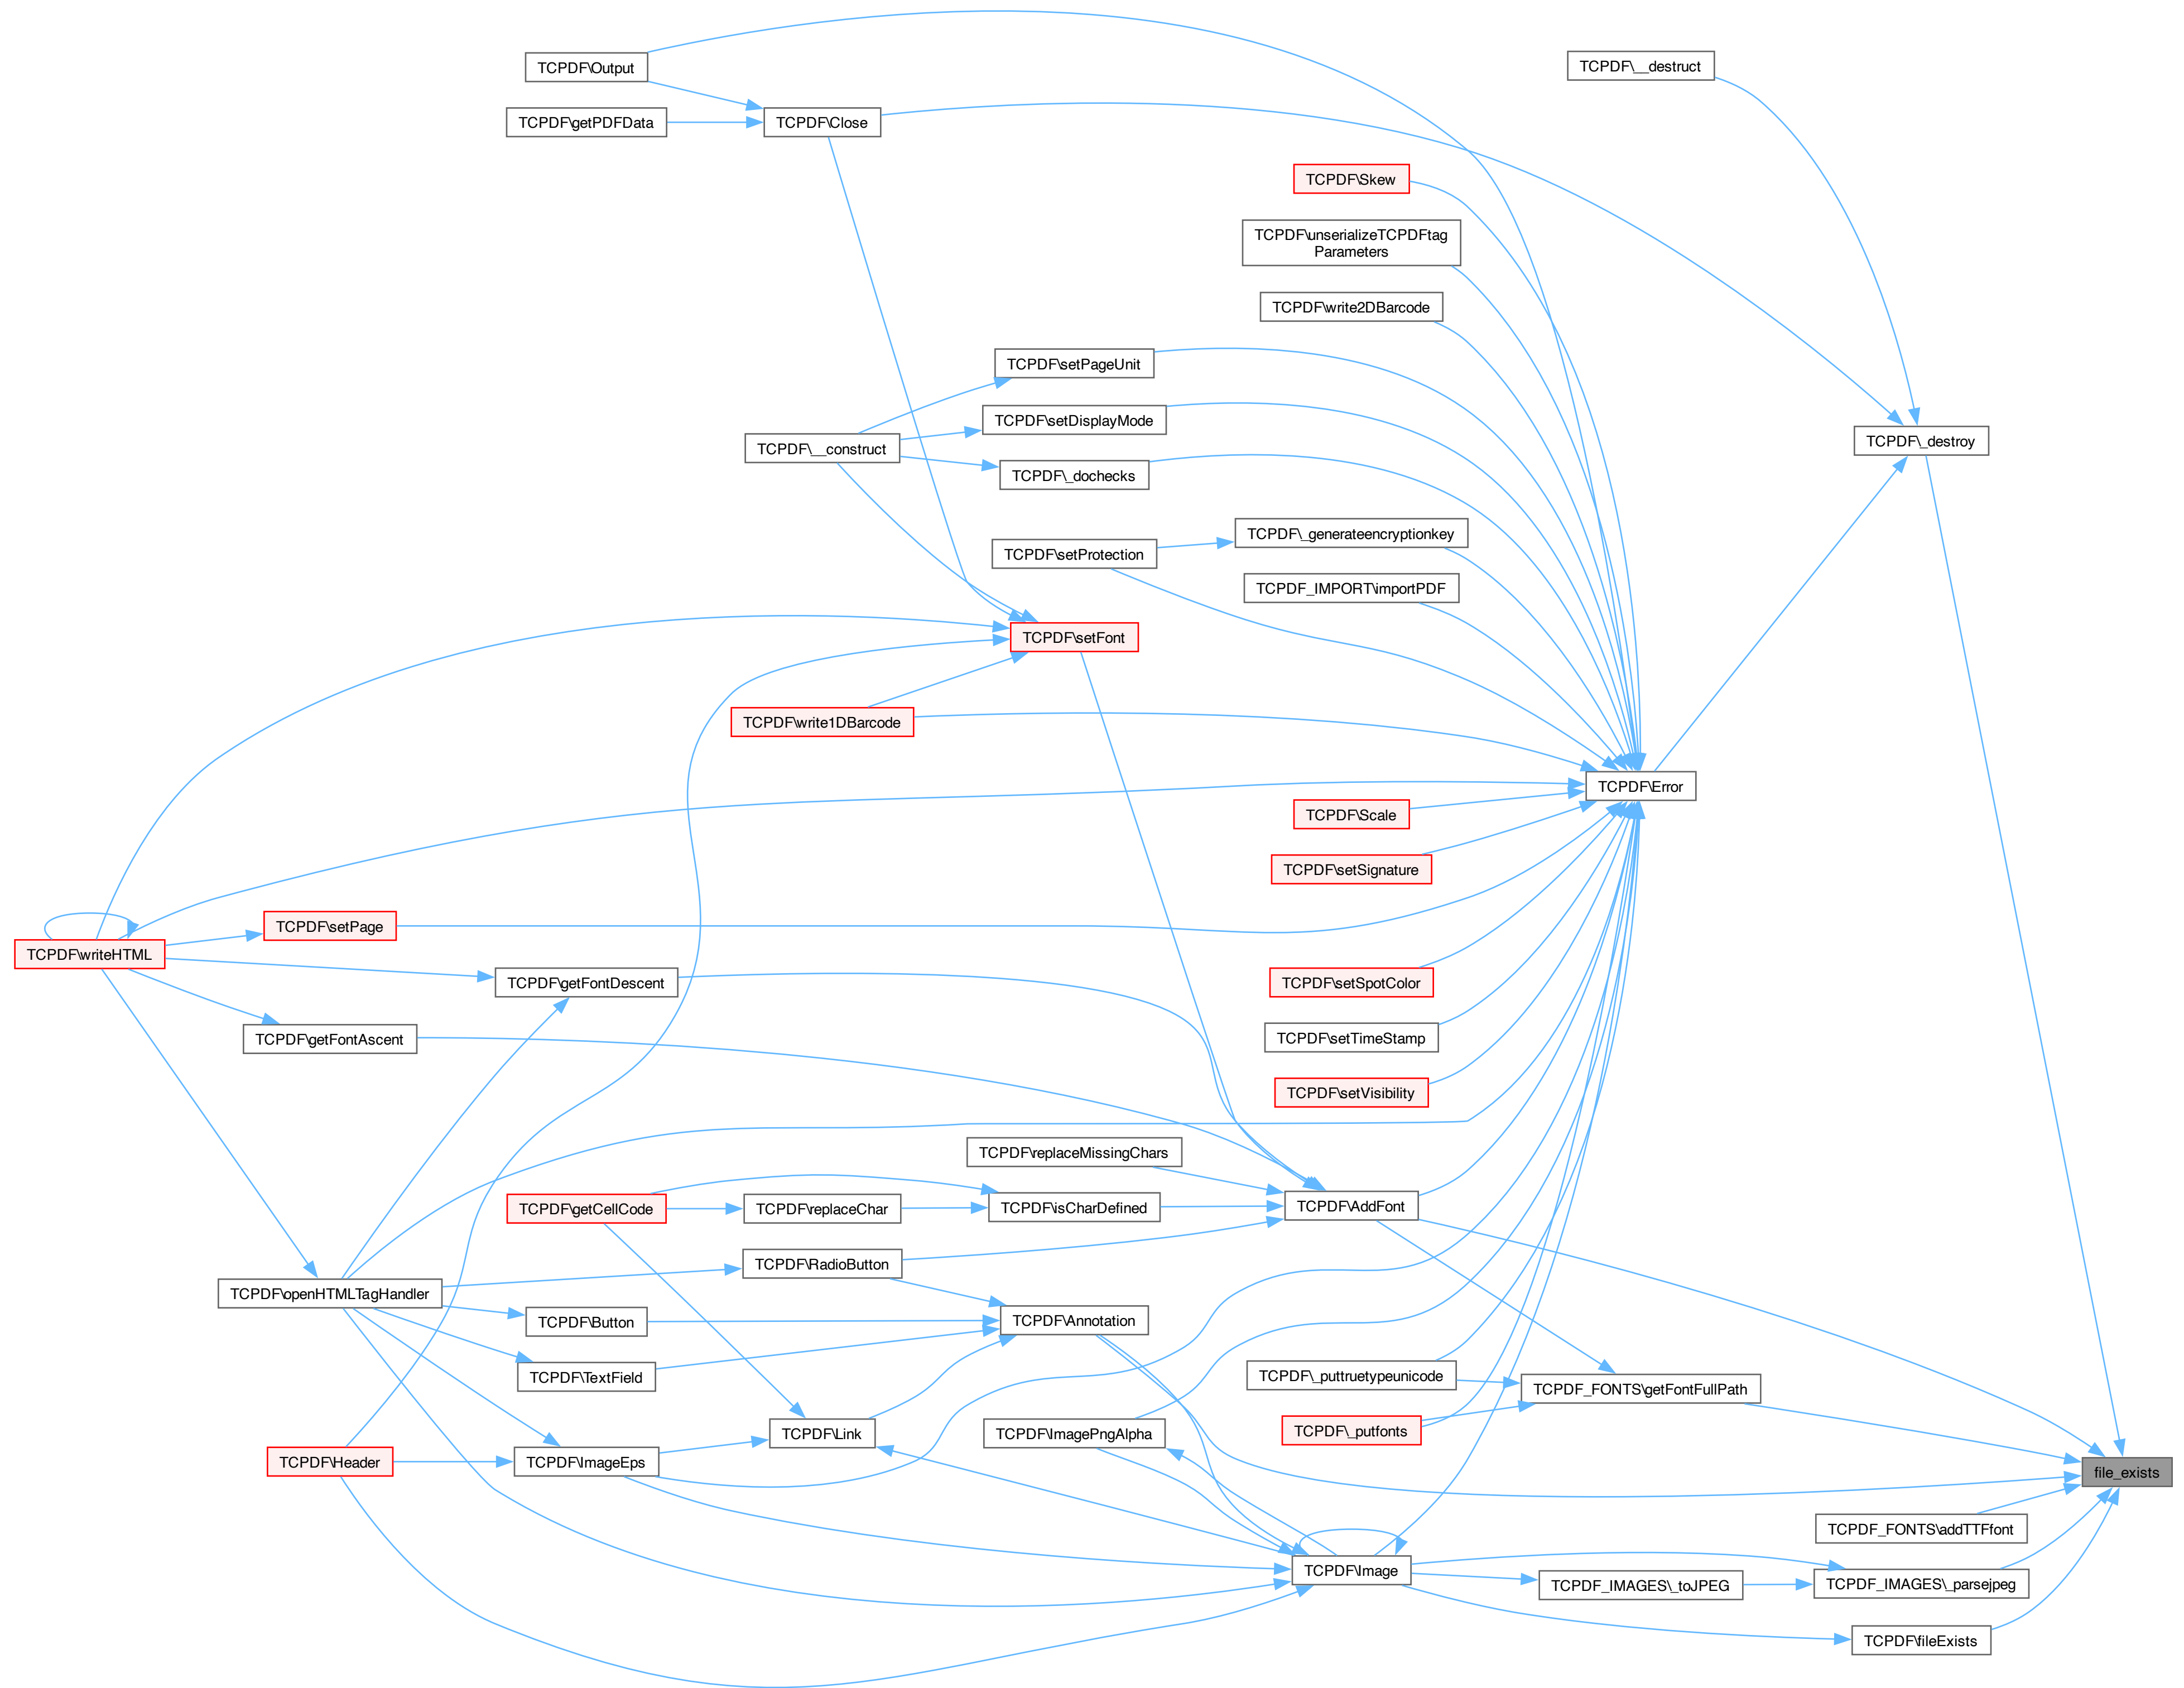 TCPDF\Output
TCPDF\__destruct
TCPDF\getPDFData
TCPDF\Close
TCPDF\Skew
TCPDF\unserializeTCPDFtag
Parameters
TCPDF\write2DBarcode
TCPDF\setPageUnit
TCPDF\setDisplayMode
TCPDF\__construct
TCPDF\_destroy
TCPDF\_dochecks
TCPDF\_generateencryptionkey
TCPDF\setProtection
TCPDF_IMPORT\importPDF
TCPDF\setFont
TCPDF\write1DBarcode
TCPDF\Error
TCPDF\Scale
TCPDF\setSignature
TCPDF\setPage
TCPDF\writeHTML
TCPDF\getFontDescent
TCPDF\setSpotColor
TCPDF\getFontAscent
TCPDF\setTimeStamp
TCPDF\setVisibility
TCPDF\replaceMissingChars
TCPDF\getCellCode
TCPDF\replaceChar
TCPDF\isCharDefined
TCPDF\AddFont
TCPDF\RadioButton
TCPDF\openHTMLTagHandler
TCPDF\Button
TCPDF\Annotation
TCPDF\TextField
TCPDF\_puttruetypeunicode
TCPDF_FONTS\getFontFullPath
TCPDF\Link
TCPDF\ImagePngAlpha
TCPDF\_putfonts
TCPDF\Header
TCPDF\ImageEps
file_exists
TCPDF_FONTS\addTTFfont
TCPDF\Image
TCPDF_IMAGES\_toJPEG
TCPDF_IMAGES\_parsejpeg
TCPDF\fileExists